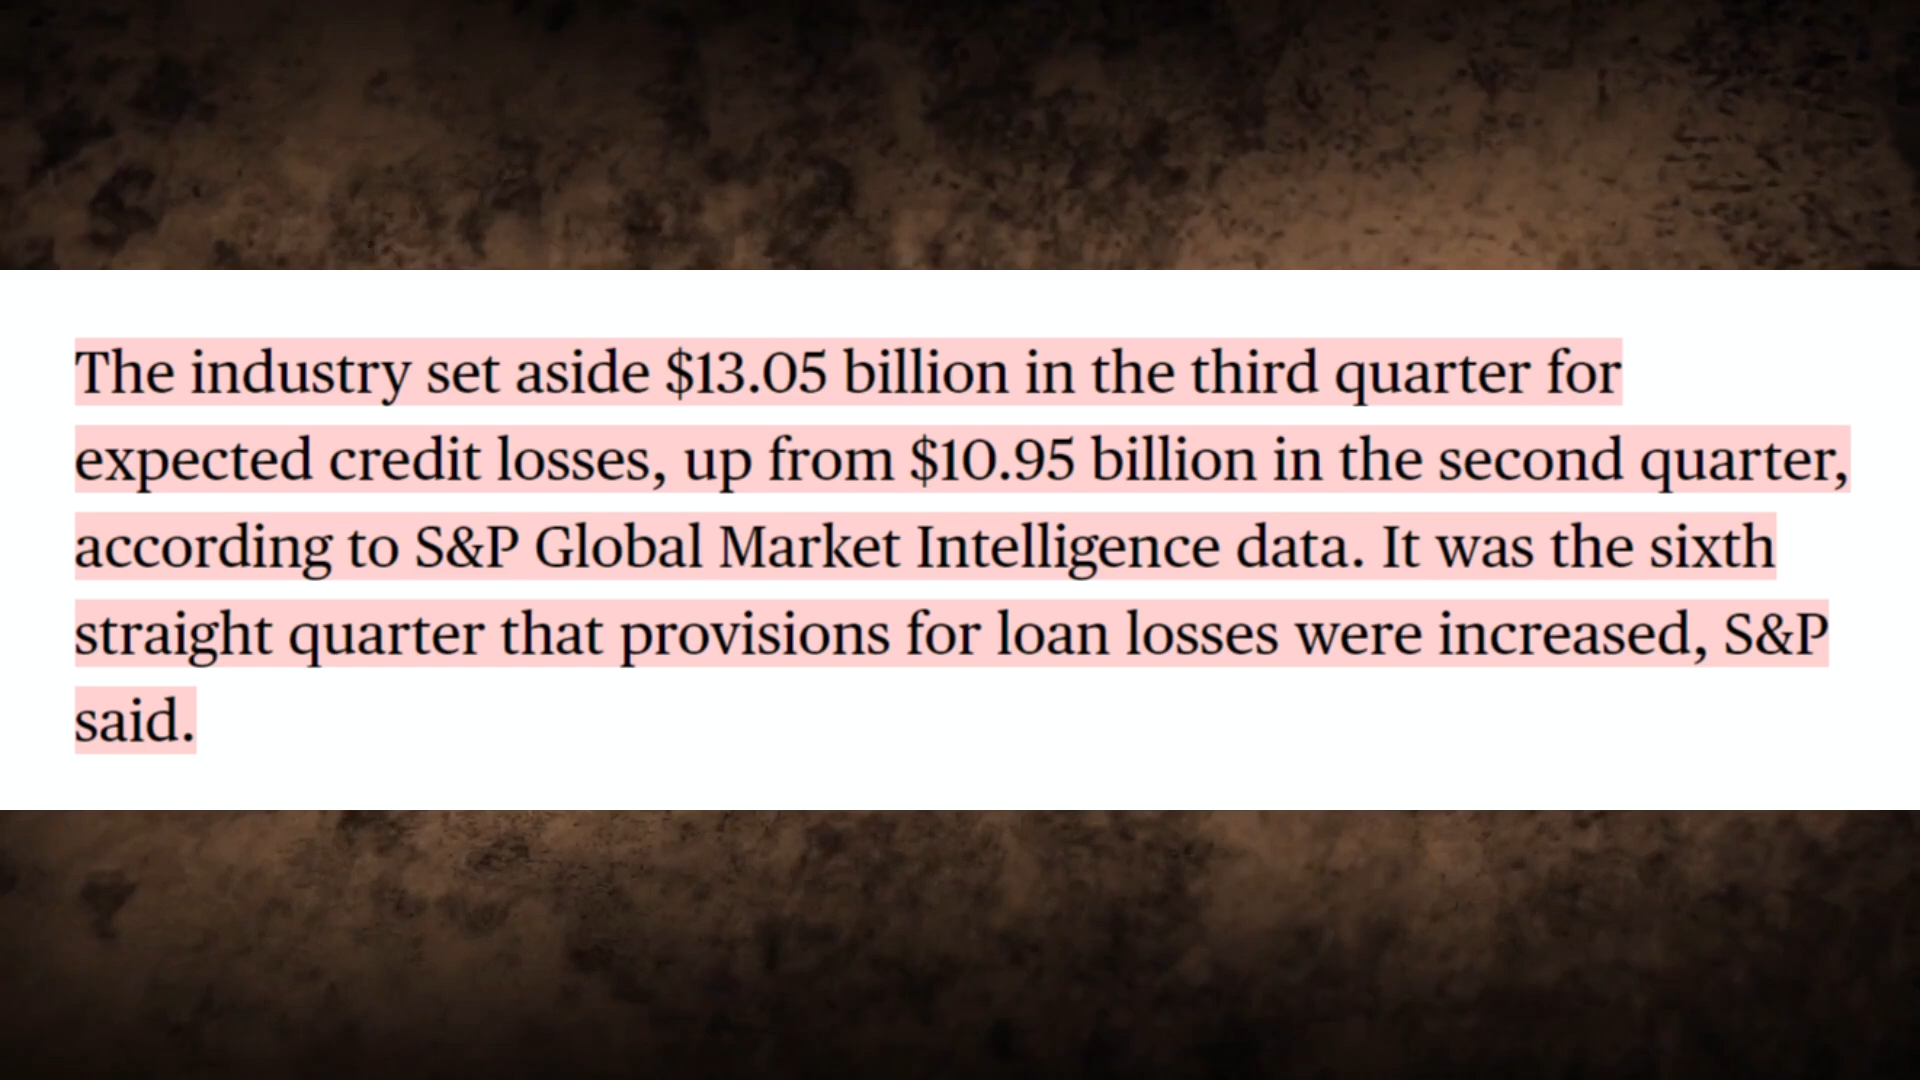 The industry set aside $13.05 billion in the third quarter for
expected credit losses, up from $10.95 billion in the second quarter,
according to S&P Global Market Intelligence data. It was the sixth
straight quarter that provisions for loan losses were increased, S&P
said.